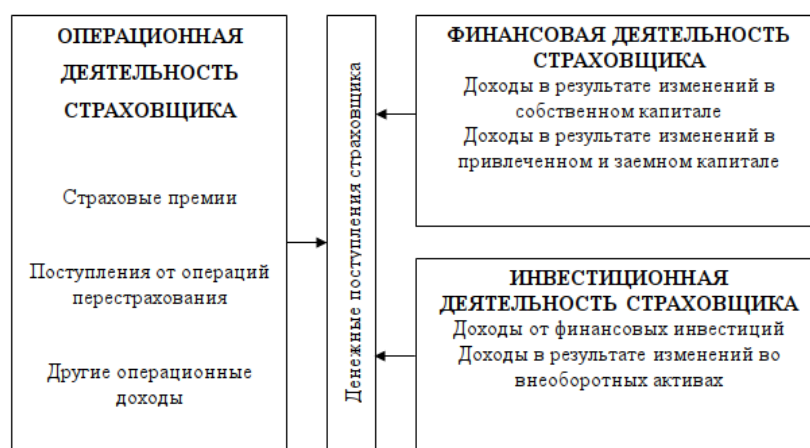 ОПЕРАЦИОННАЯ
ДЕЯТЕЛЬНОСТЬ
СТРАХОВЩИКА
Страховые премии
Поступления от операций
перестрахования
Другие операционные
доходы
Денежные поступления страховщика
ФИНАНСОВАЯ ДЕЯТЕЛЬНОСТЬ
СТРАХОВЩИКА
Доходы в результате изменений в
собственном капитале
Доходы в результате изменений в
привлеченном и заемном капитале
ИНВЕСТИЦИОННАЯ
ДЕЯТЕЛЬНОСТЬ СТРАХОВЩИКА
Доходы от финансовых инвестиций
Доходы в результате изменений во
внеоборотных активах